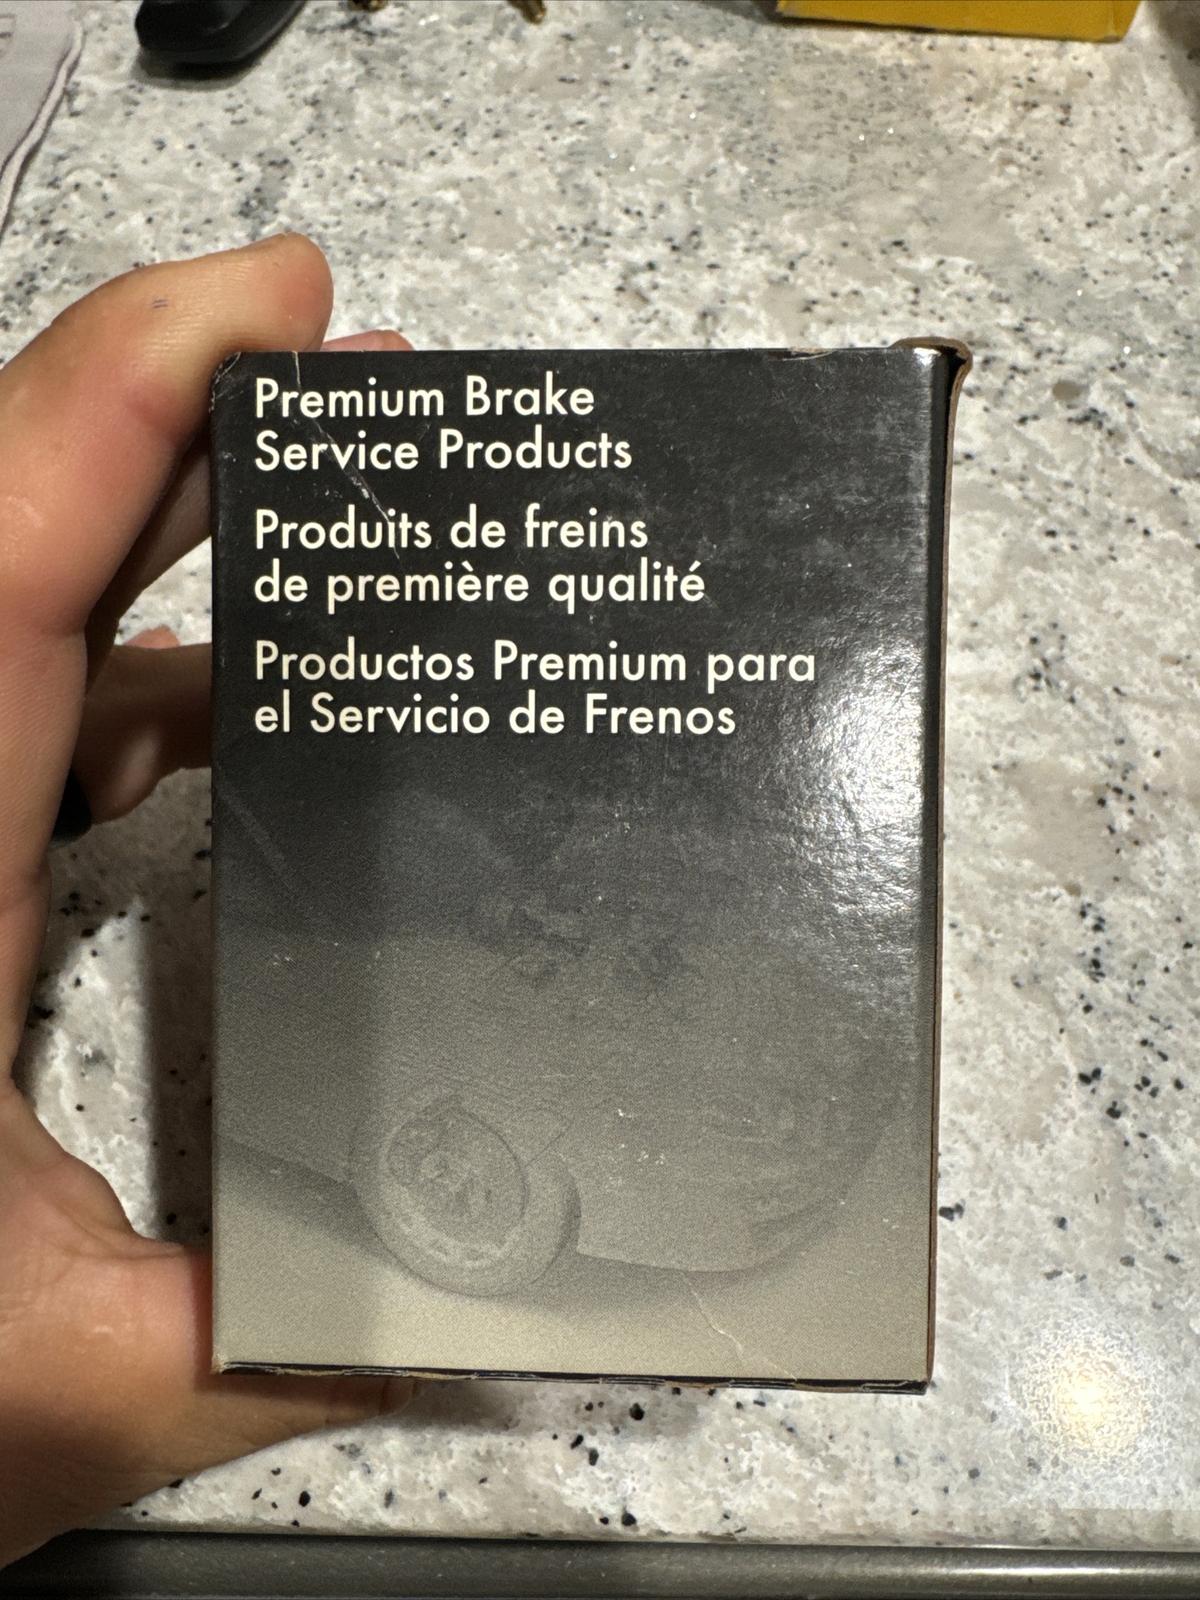 Premium Brake
Service Products
Produits de freins
de première qualité
Productos Premium para
el Servicio de Frenos